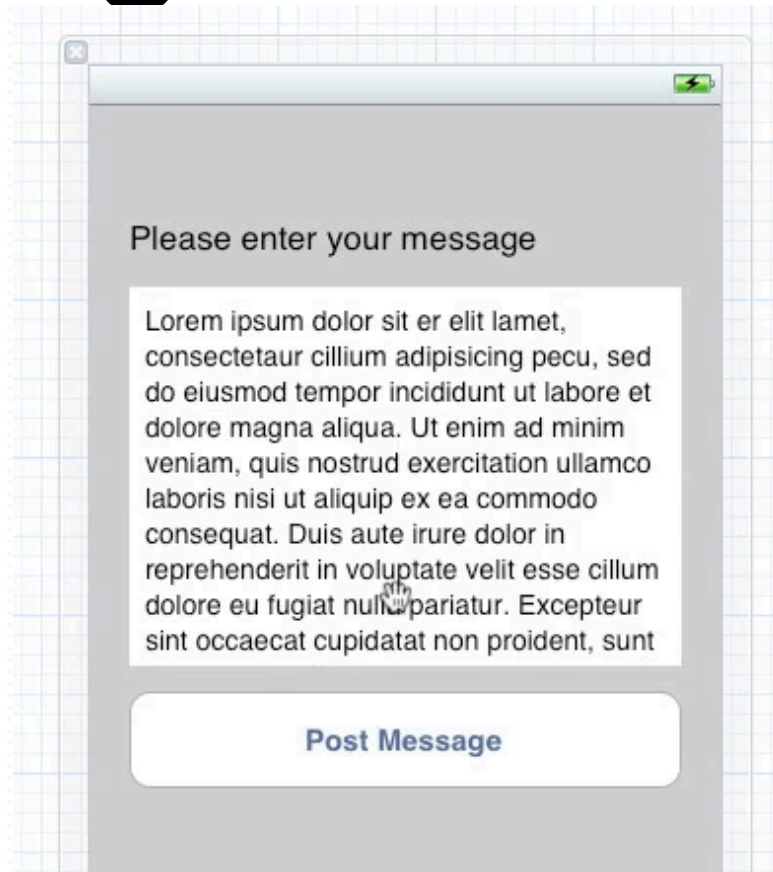 Please enter your message
Lorem ipsum dolor sit er elit lamet,
consectetaur cillium adipisicing pecu, sed
do eiusmod tempor incididunt ut labore et
dolore magna aliqua. Ut enim ad minim
veniam, quis nostrud exercitation ullamco
laboris nisi ut aliquip ex ea commodo
consequat. Duis aute irure dolor in
reprehenderit in voluptate velit esse cillum
dolore eu fugiat nulla pariatur. Excepteur
sint occaecat cupidatat non proident, sunt
Post Message